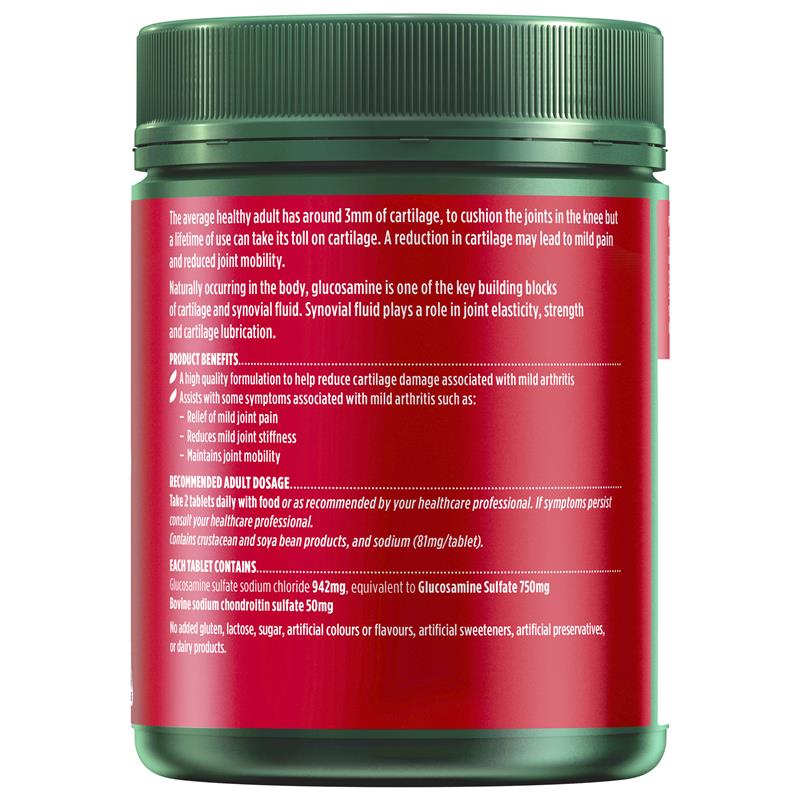 The average healthy adult has around 3mm of cartilage, to cushion the joints in the knee but
a lifetime of use can take its toll on cartilage. A reduction in cartilage may lead to mild pain
and reduced joint mobility.
Naturally occurring in the body, glucosamine is one of the key building blocks
of cartilage and synovial fluid. Synovial fluid plays a role in joint elasticity, strength
and cartilage lubrication.
PRODUCT BENEFITS
A high quality formulation to help reduce cartilage damage associated with mild arthritis
Assists with some symptoms associated with mild arthritis such as:
– Relief of mild joint pain
– Reduces mild joint stiffness
– Maintains joint mobility
RECOMMENDED ADULT DOSAGE
Take 2 tablets daily with food or as recommended by your healthcare professional. If symptoms persist
consult your healthcare professional.
Contains crustacean and soya bean products, and sodium (81mg/tablet).
EACH TABLET CONTAINS
Glucosamine sulfate sodium chloride 942mg, equivalent to Glucosamine Sulfate 750mg
Bovine sodium chondroitin sulfate 50mg
No added gluten, lactose, sugar, artificial colours or flavours, artificial sweeteners, artificial preservatives,
or dairy products.